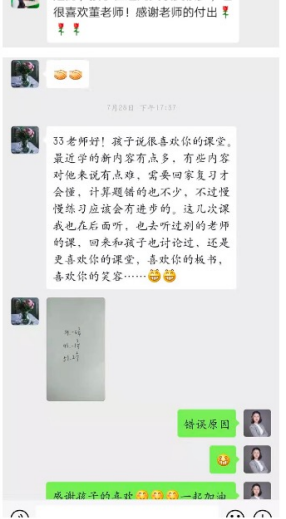 很喜欢董老师！感谢老师的付出
7月28日 下午17:37
33老师好！孩子说很喜欢你的课堂。
最近学的新内容有点多，有些内容
对他来说有点难，需要回家复习才
会懂，计算题错的也不少，不过慢
慢练习应该会有进步的。这几次课
我也在后面听，也去听过别的老师
的课，回来和孩子也讨论过，还是
更喜欢你的课堂，喜欢你的板书，
喜欢你的笑容……
错误原因
感谢孩子的喜欢一起加油